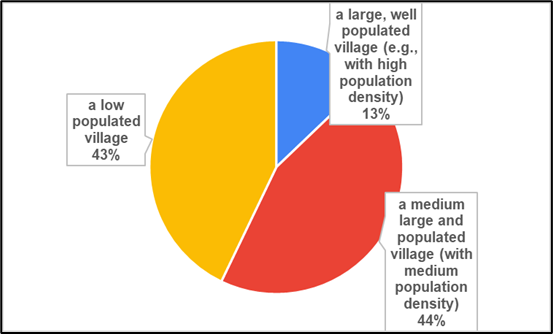 a large, well
populated
village (e.g.,
with high
population
density)
13%
a low
populated
village
43%
a medium
large and
populated
village (with
medium
population
density)
44%